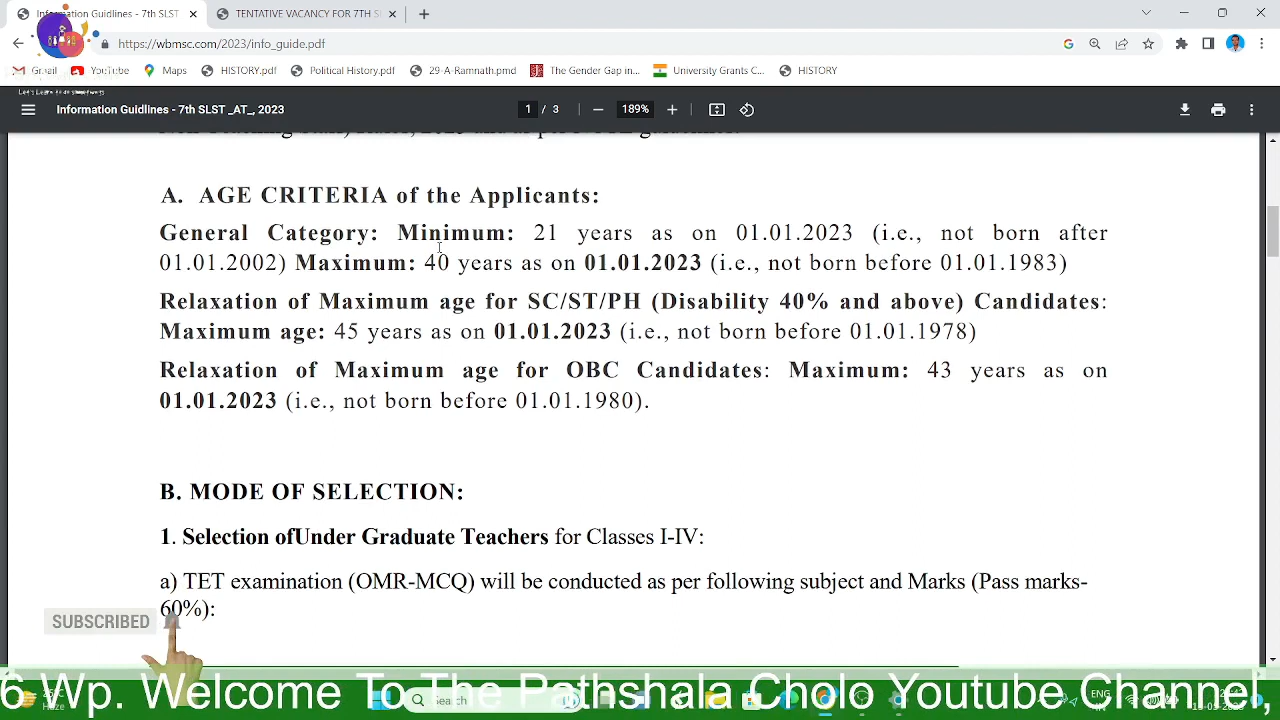 Information Guidlines - 7th SLST
TENTATIVE VACANCY FOR 7TH S
https://wbmsc.com/2023/info_guide.pdf
Gmail YouTube Maps HISTORY.pdf Political History.pdf 29-A-Ramnath.pmd The Gender Gap in... University Grants C... HISTORY
Information Guidlines - 7th SLST _AT_, 2023
1 / 3
189%
A. AGE CRITERIA of the Applicants:
General Category: Minimum: 21 years as on 01.01.2023 (i.e., not born after
01.01.2002) Maximum: 40 years as on 01.01.2023 (i.e., not born before 01.01.1983)
Relaxation of Maximum age for SC/ST/PH (Disability 40% and above) Candidates:
Maximum age: 45 years as on 01.01.2023 (i.e., not born before 01.01.1978)
Relaxation of Maximum age for OBC Candidates: Maximum: 43 years as on
01.01.2023 (i.e., not born before 01.01.1980).
B. MODE OF SELECTION:
1. Selection ofUnder Graduate Teachers for Classes I-IV:
a) TET examination (OMR-MCQ) will be conducted as per following subject and Marks (Pass marks-
60%):
SUBSCRIBED
6 Wp. Welcome To The Pathshala Cholo Youtube Channel,
Haze
Search
ENG